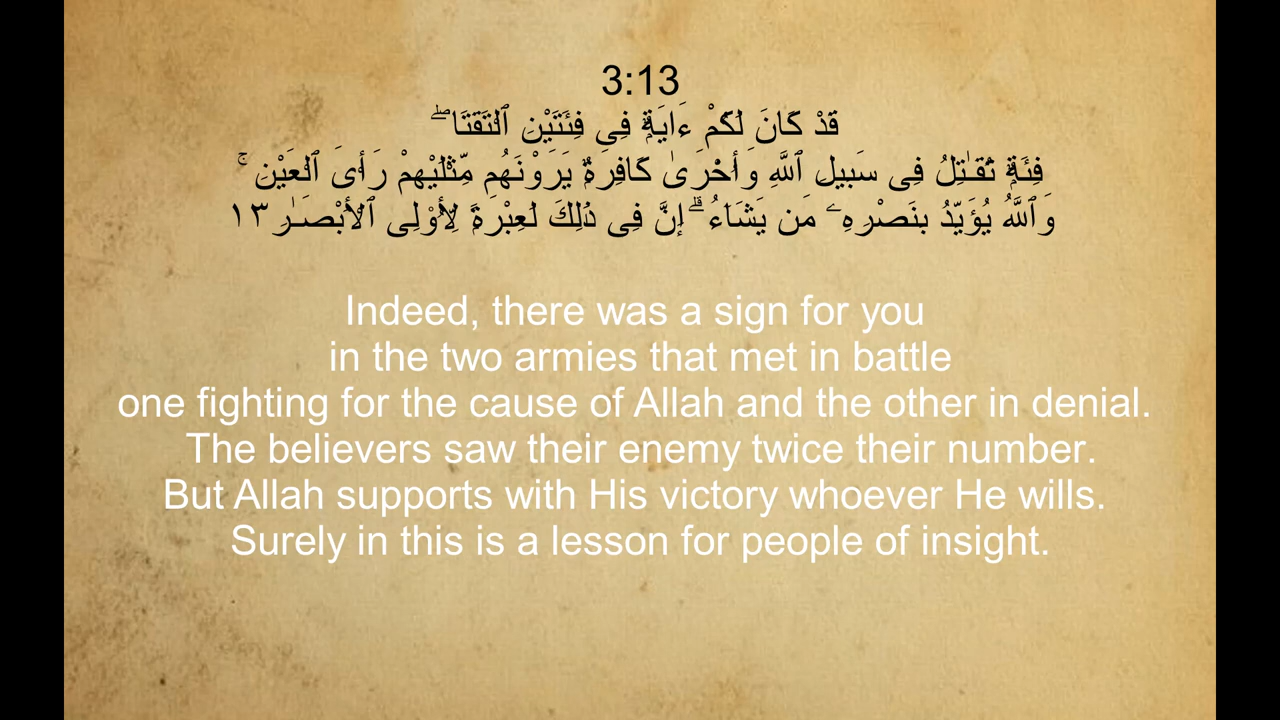 3:13
قَدْ كَانَ لَكُمْ ءَايَةٌۭ فِى فِئَتَيْنِ ٱلْتَقَتَا ۖ
فِئَةٌۭ تُقَـٰتِلُ فِى سَبِيلِ ٱللَّهِ وَأُخْرَىٰ كَافِرَةٌۭ يَرَوْنَهُم مِّثْلَيْهِمْ رَأْىَ ٱلْعَيْنِ ۚ
وَٱللَّهُ يُؤَيِّدُ بِنَصْرِهِۦ مَن يَشَآءُ ۗ إِنَّ فِى ذَٰلِكَ لَعِبْرَةًۭ لِّأُو۟لِى ٱلْأَبْصَـٰرِ ١٣
Indeed, there was a sign for you
in the two armies that met in battle
one fighting for the cause of Allah and the other in denial.
The believers saw their enemy twice their number.
But Allah supports with His victory whoever He wills.
Surely in this is a lesson for people of insight.